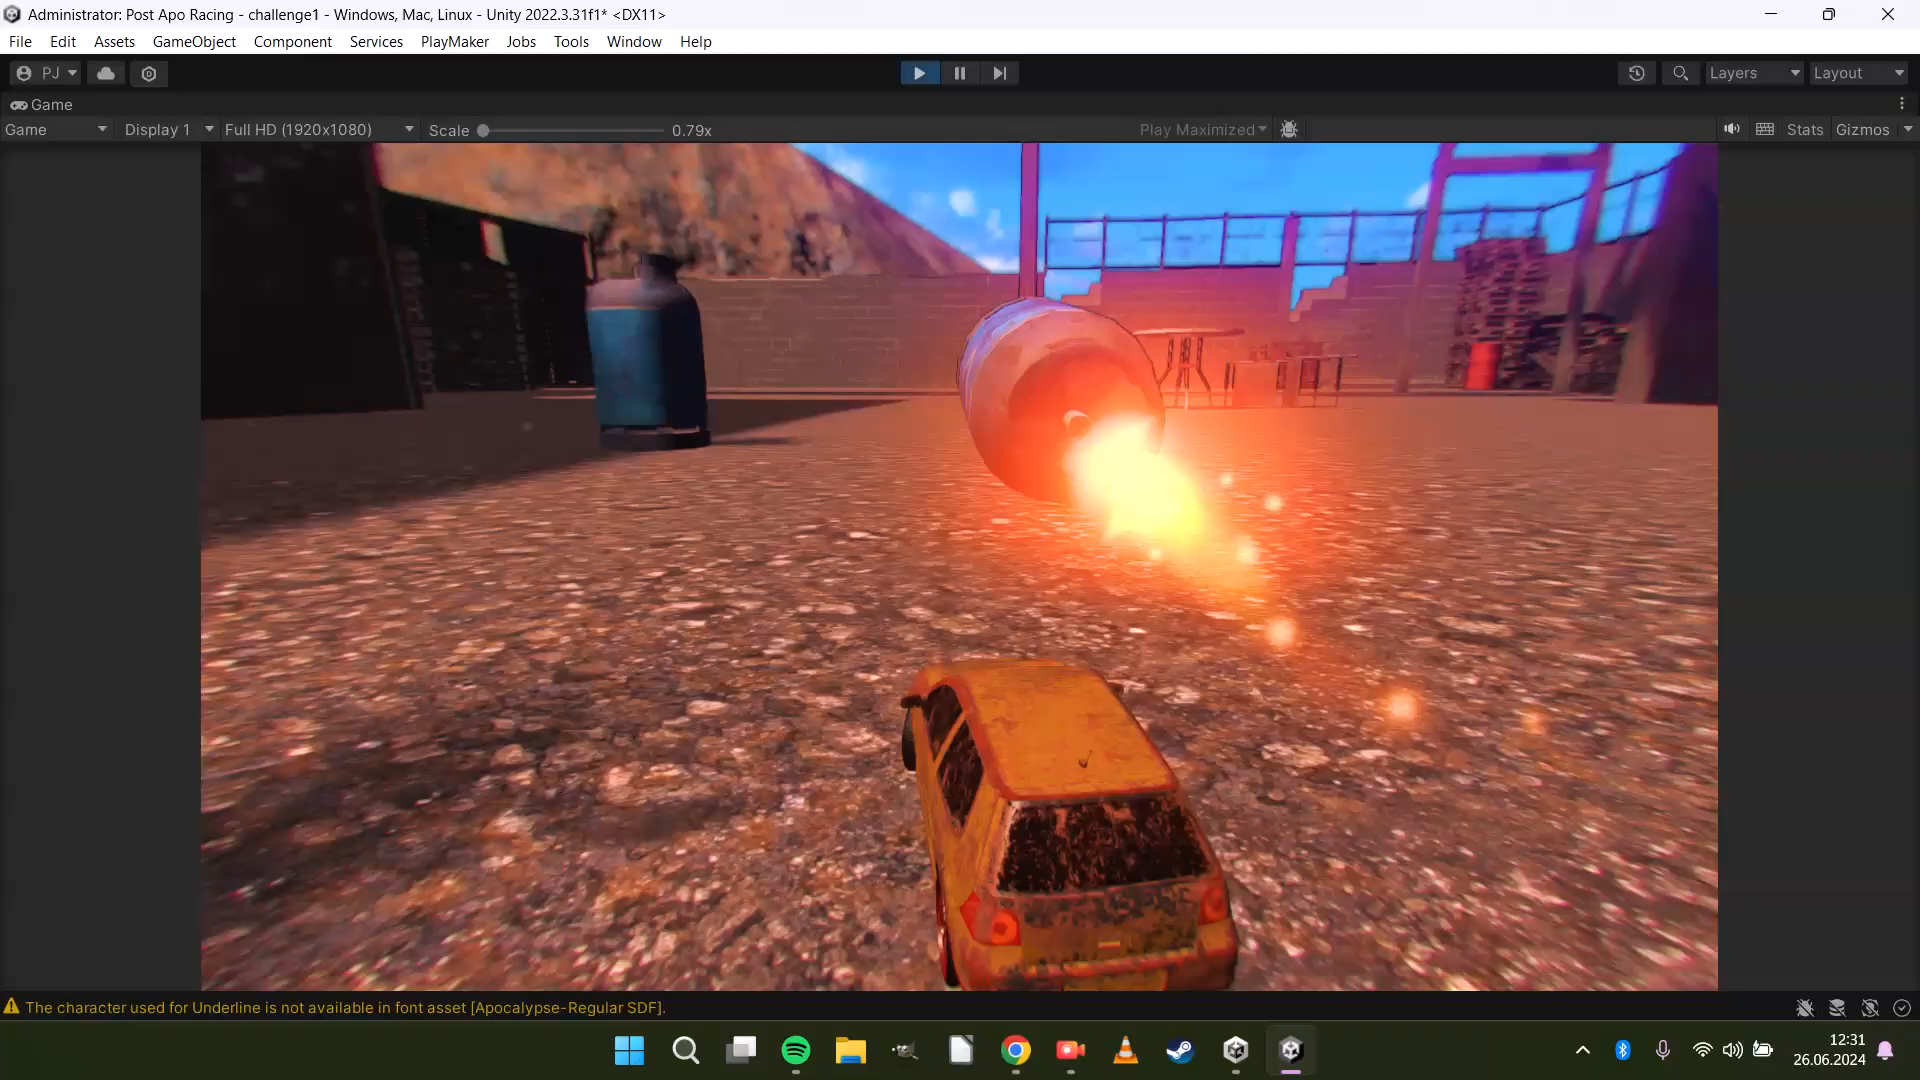 Administrator: Post Apo Racing - challenge1 - Windows, Mac, Linux - Unity 2022.3.31f1* <DX11>
File Edit Assets GameObject Component Services PlayMaker Jobs Tools Window Help
PJ Layers Layout
Game
Game Display 1 Full HD (1920x1080) Scale 0.79x Play Maximized Stats Gizmos
The character used for Underline is not available in font asset [Apocalypse-Regular SDF].
12:31
26.06.2024